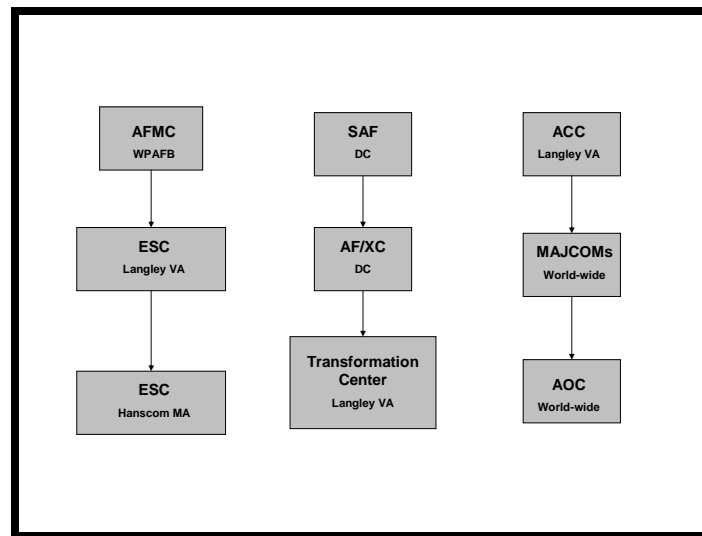 AFMC
WPAFB
SAF
DC
ACC
Langley VA
ESC
Langley VA
AF/XC
DC
MAJCOMs
World-wide
ESC
Hanscom MA
Transformation
Center
Langley VA
AOC
World-wide